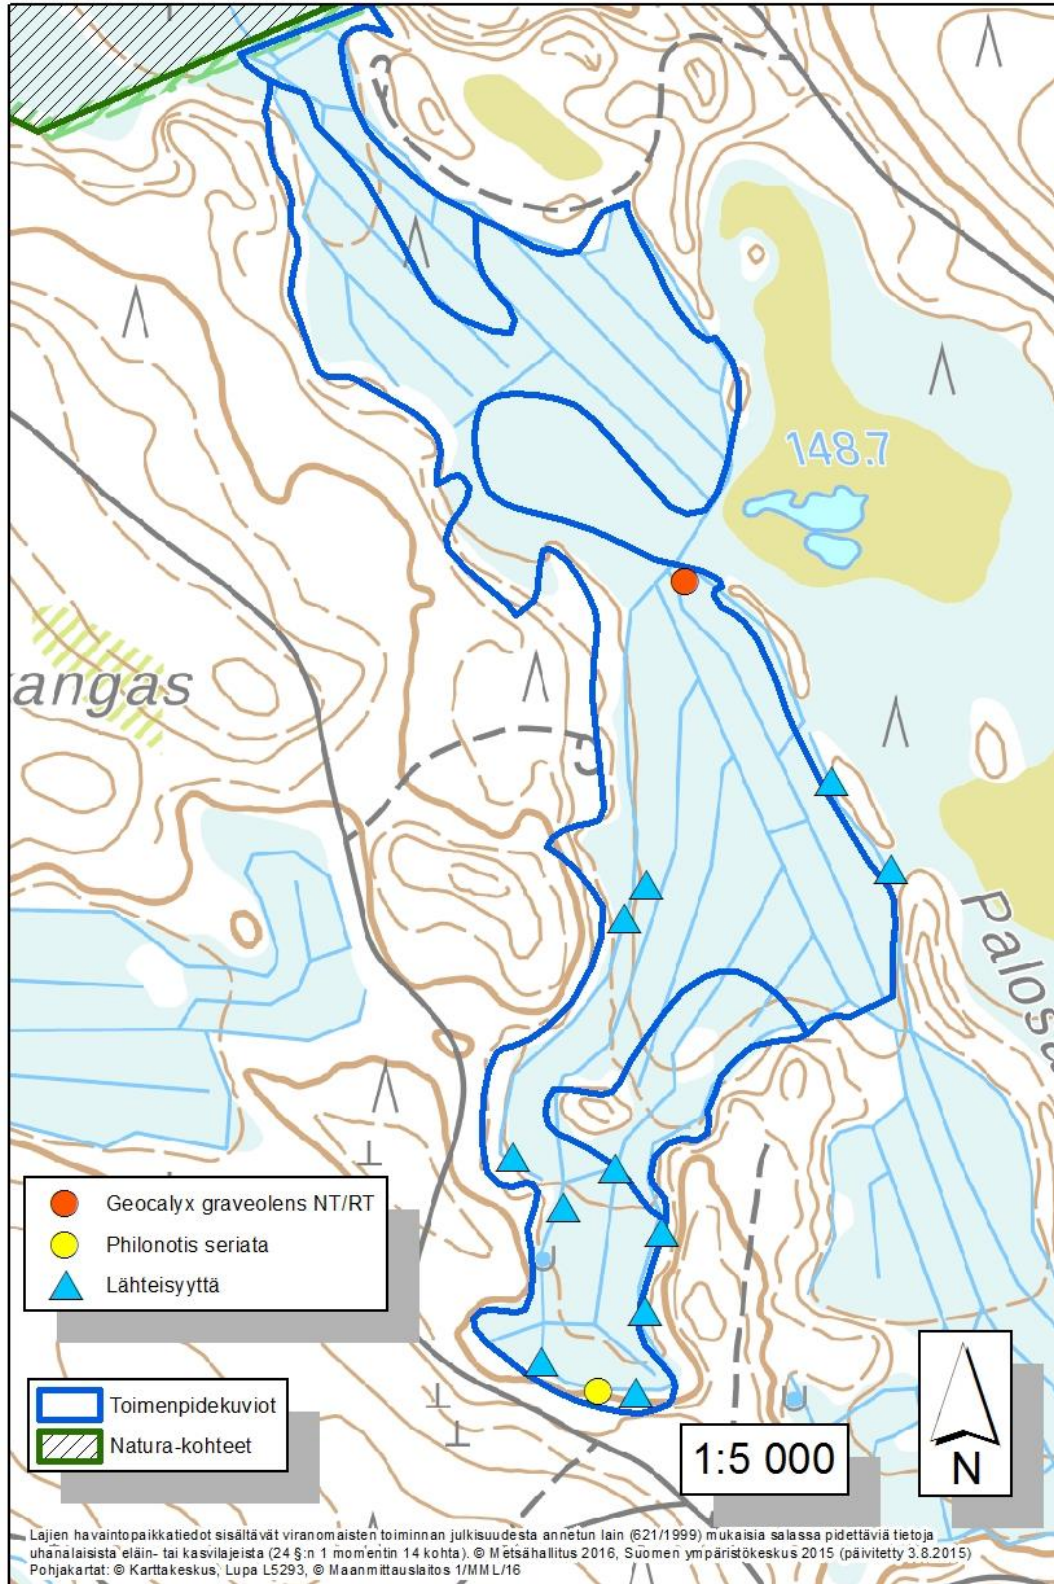 148.7
kangas
Palosu
Geocalyx graveolens NT/RT
Philonotis seriata
Lähteisyyttä
Toimenpidekuviot
Natura-kohteet
1:5 000
N
Lajien havaintopaikkatiedot sisältävät viranomaisten toiminnan julkisuudesta annetun lain (621/1999) mukaisia salassa pidettäviä tietoja
uhanalaisista eläin- tai kasvilajeista (24 §:n 1 momentin 14 kohta). © Metsähallitus 2016, Suomen ympäristökeskus 2015 (päivitetty 3.8.2015)
Pohjakartat: © Karttakeskus, Lupa L5293, © Maanmittauslaitos 1/MML/16